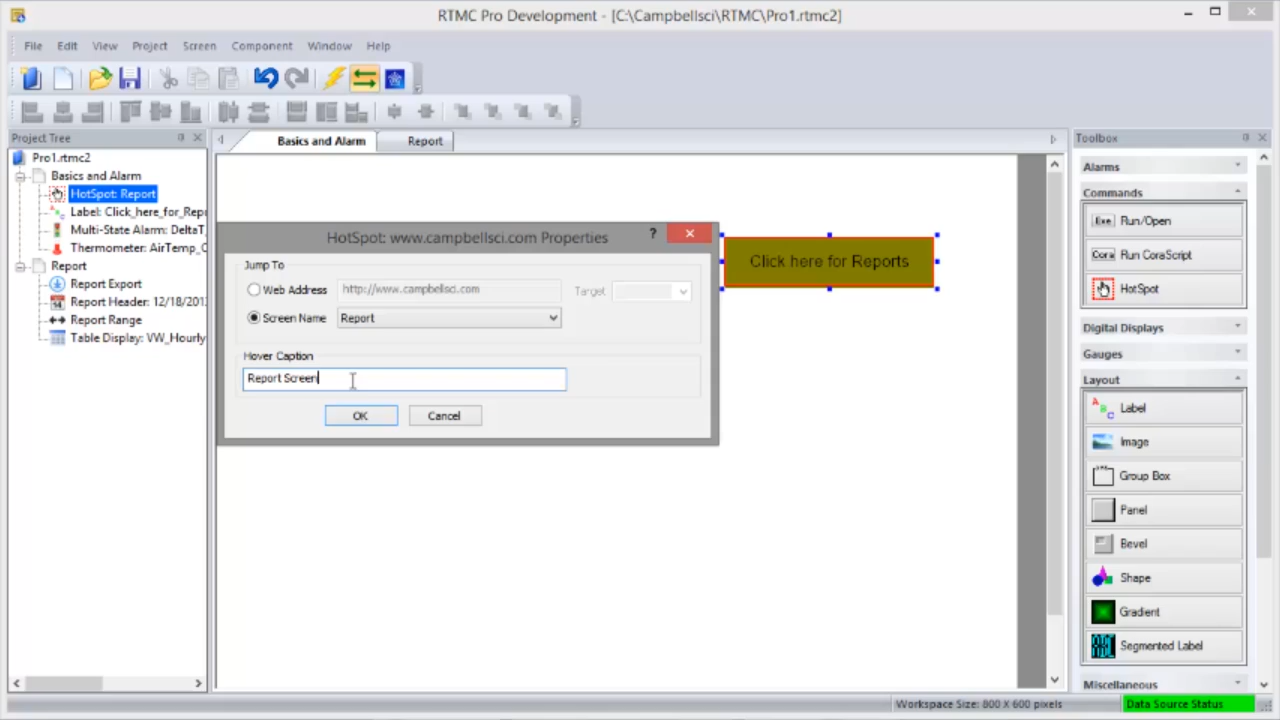 RTMC Pro Development - [C:\Campbellsci\RTMC\Pro1.rtmc2]
File Edit View Project Screen Component Window Help
Project Tree
Pro1.rtmc2
Basics and Alarm
HotSpot: Report
Label: Click_here_for_Repo
Multi-State Alarm: DeltaT_
Thermometer: AirTemp_C
Report
Report Export
Report Header: 12/18/201
Report Range
Table Display: VW_Hourly
Basics and Alarm
Report
HotSpot: www.campbellsci.com Properties
?
Jump To
Web Address
http://www.campbellsci.com
Target
Screen Name
Report
Hover Caption
Report Screen
OK
Cancel
Click here for Reports
Toolbox
Alarms
Commands
Exe Run/Open
Cora Run CoraScript
HotSpot
Digital Displays
Gauges
Layout
ABC Label
Image
Group Box
Panel
Bevel
Shape
Gradient
Segmented Label
Miscellaneous
Workspace Size: 800 X 600 pixels
Data Source Status